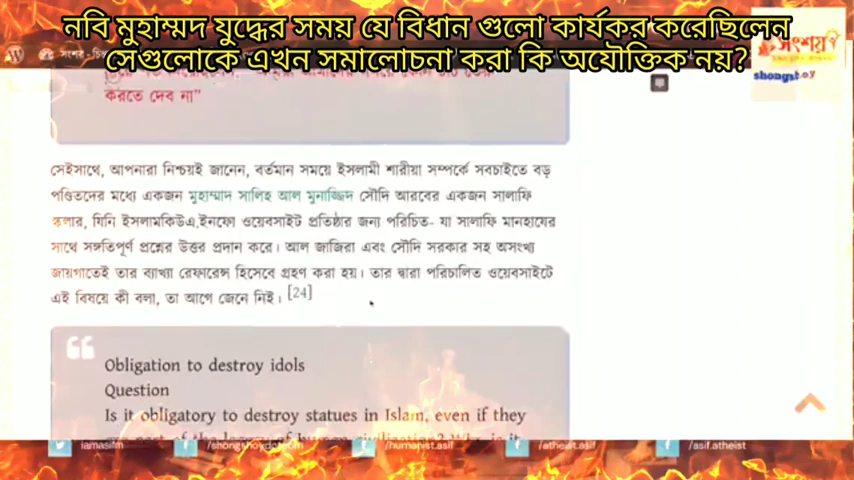 নবি মুহাম্মদ যুদ্ধের সময় যে বিধান গুলো কার্যকর করেছিলেন
সেগুলোকে এখন সমালোচনা করা কি অযৌক্তিক নয়?
সংশয়
shongshoy
করতে দেব না”
সেইসাথে, আপনারা নিশ্চয়ই জানেন, বর্তমান সময়ে ইসলামী শারীয়া সম্পর্কে সবচাইতে বড়
পণ্ডিতদের মধ্যে একজন মুহাম্মাদ সালিহ আল মুনাজ্জিদ সৌদি আরবের একজন সালাফি
স্কলার, যিনি ইসলামকিউএ.ইনফো ওয়েবসাইট প্রতিষ্ঠার জন্য পরিচিত- যা সালাফি মানহাযের
সাথে সঙ্গতিপূর্ণ প্রশ্নের উত্তর প্রদান করে। আল জাজিরা এবং সৌদি সরকার সহ অসংখ্য
জায়গাতেই তার ব্যাখ্যা রেফারেন্স হিসেবে গ্রহণ করা হয়। তার দ্বারা পরিচালিত ওয়েবসাইটে
এই বিষয়ে কী বলা, তা আগে জেনে নিই। [24]
Obligation to destroy idols
Question
Is it obligatory to destroy statues in Islam, even if they
iamasifm
/shongshoydotcom
/humanist.asif
/atheist.asif
/asif.atheist